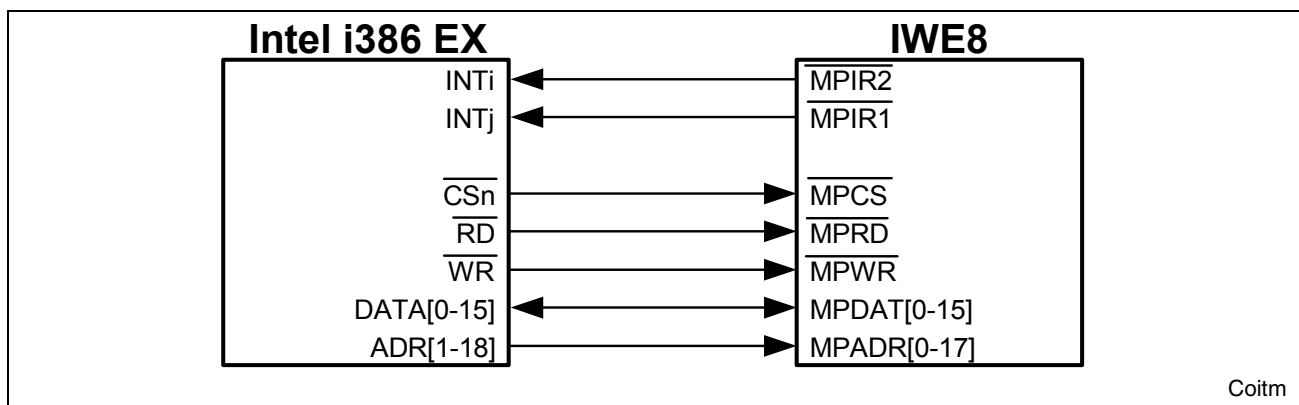 Intel i386 EX IWE8
INTi MPIR2
INTj MPIR1
CSn MPCS
RD MPRD
WR MPWR
DATA[0-15] MPDAT[0-15]
ADR[1-18] MPADR[0-17]
Coitm